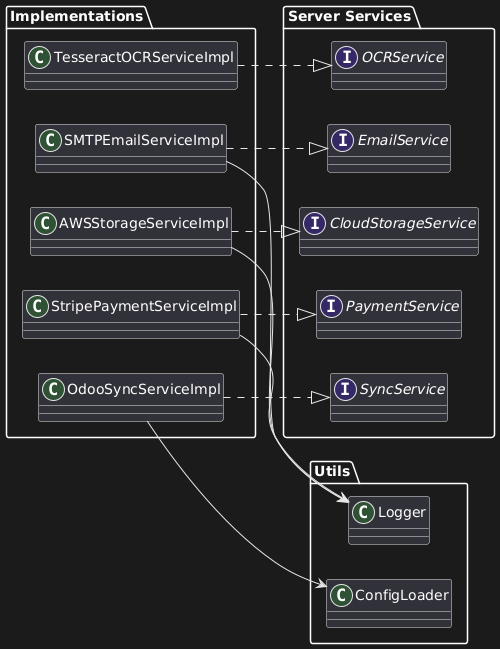 Implementations
Server Services
C TesseractOCRServiceImpl
I OCRService
C SMTPEmailServiceImpl
I EmailService
C AWSStorageServiceImpl
I CloudStorageService
C StripePaymentServiceImpl
I PaymentService
C OdooSyncServiceImpl
I SyncService
Utils
C Logger
C ConfigLoader